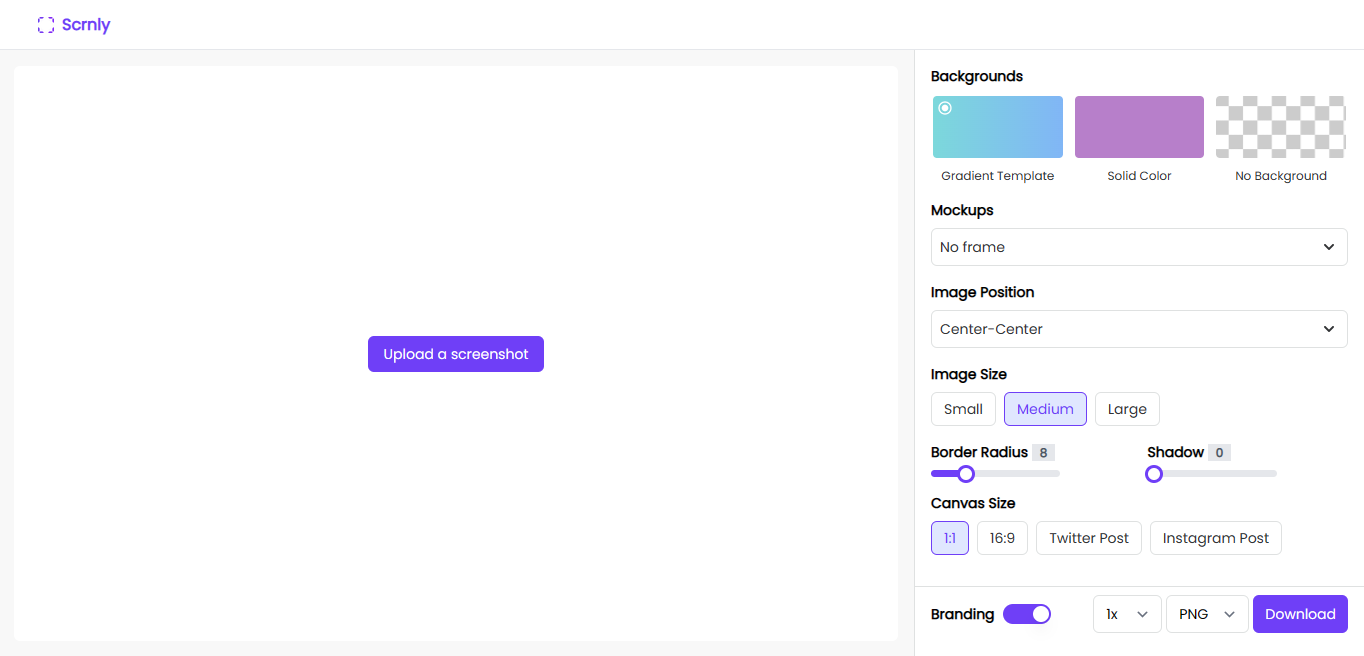 Scrnly
Upload a screenshot
Backgrounds
Gradient Template
Solid Color
No Background
Mockups
No frame
Image Position
Center-Center
Image Size
Small Medium Large
Border Radius 8 Shadow 0
Canvas Size
1:1 16:9 Twitter Post Instagram Post
Branding 1x PNG Download